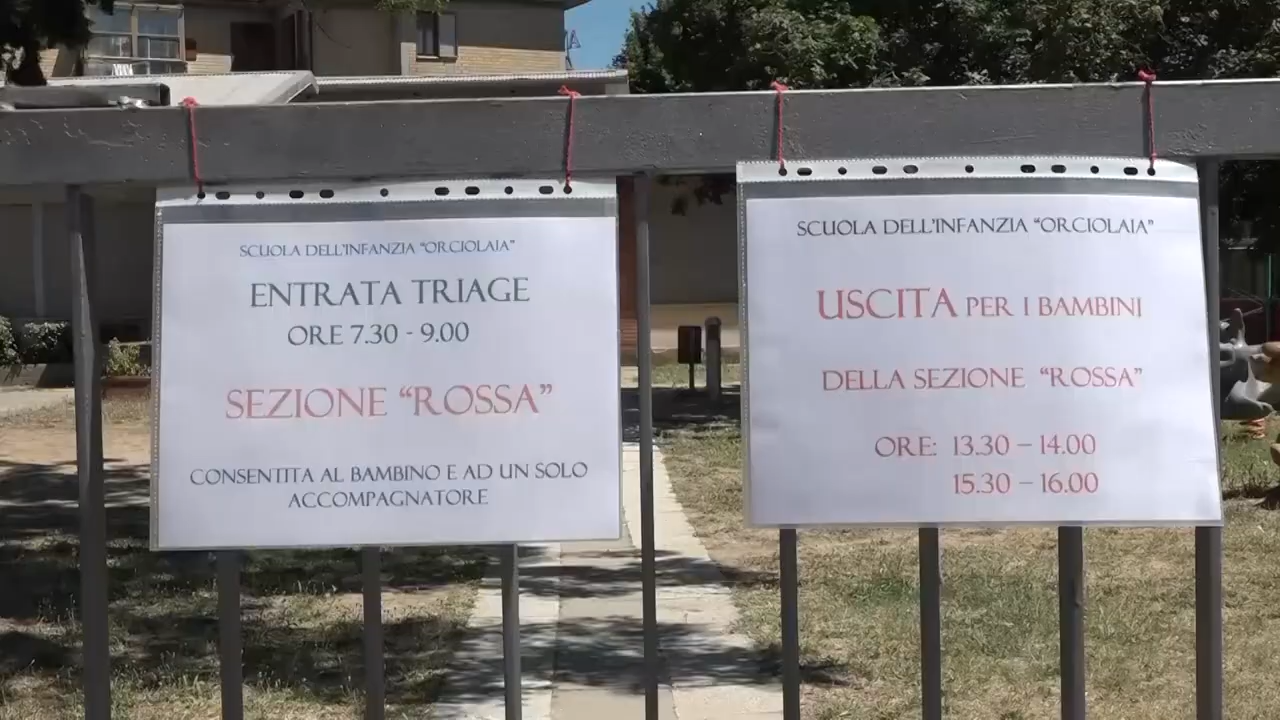 SCUOLA DELL'INFANZIA "ORCIOLAIA"
ENTRATA TRIAGE
ORE 7.30 - 9.00
SEZIONE "ROSSA"
CONSENTITA AL BAMBINO E AD UN SOLO
ACCOMPAGNATORE
SCUOLA DELL'INFANZIA "ORCIOLAIA"
USCITA PER I BAMBINI
DELLA SEZIONE "ROSSA"
ORE: 13.30 – 14.00
15.30 – 16.00